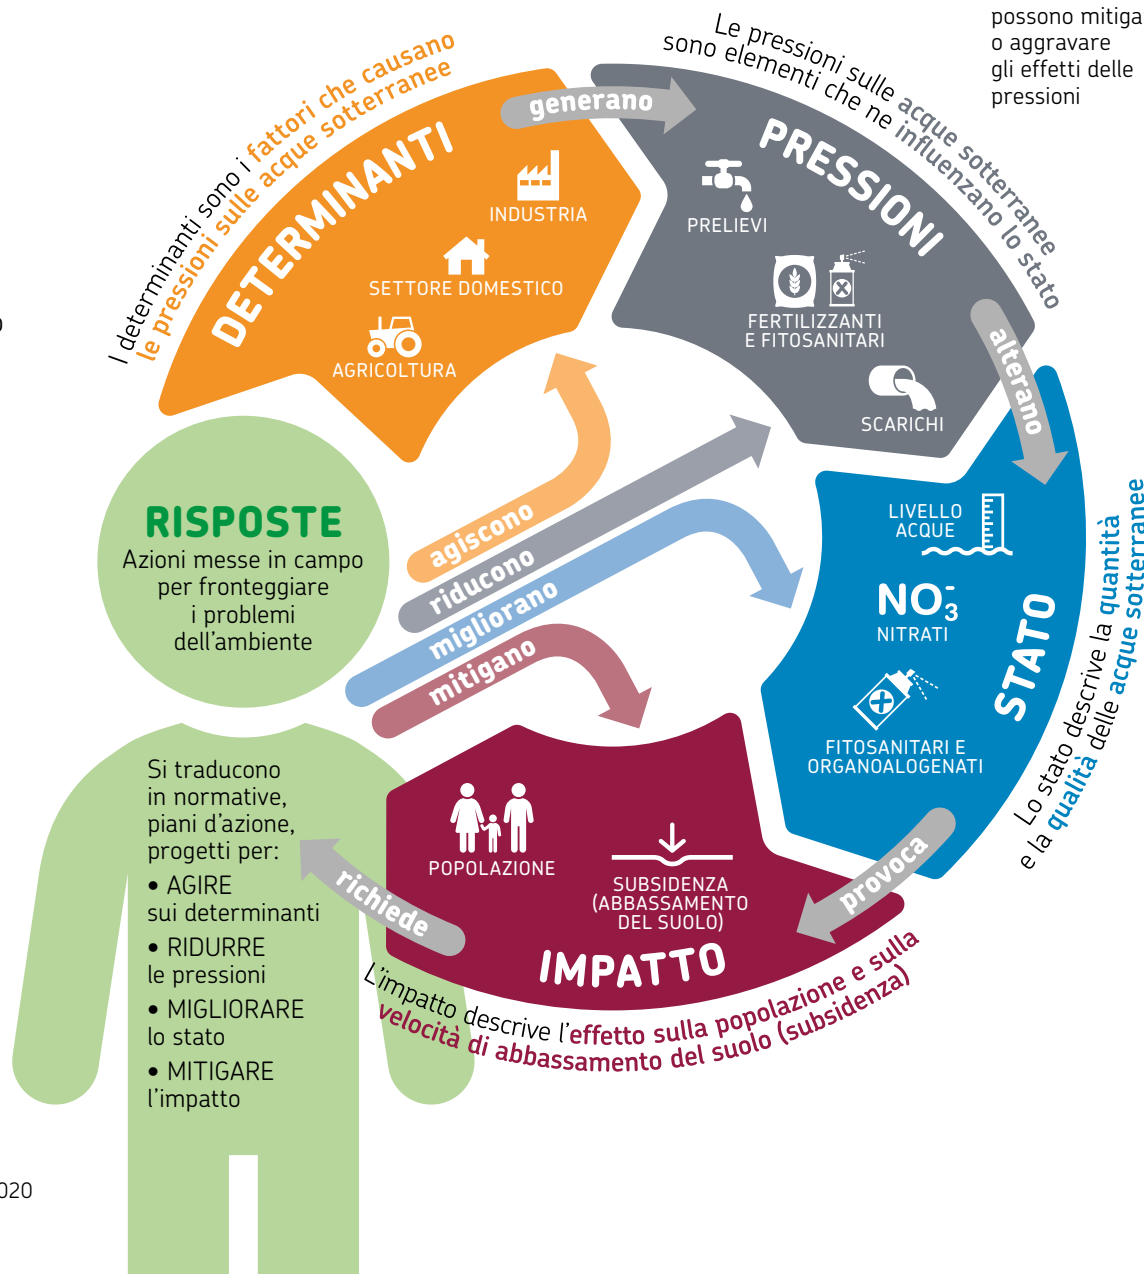 possono mitiga
o aggravare
gli effetti delle
pressioni
I determinanti sono i fattori che causano
le pressioni sulle acque sotterranee
DETERMINANTI
INDUSTRIA
SETTORE DOMESTICO
AGRICOLTURA
generano
Le pressioni sulle acque sotterranee
sono elementi che ne influenzano lo stato
PRESSIONI
PRELIEVI
FERTILIZZANTI
E FITOSANITARI
SCARICHI
alterano
STATO
LIVELLO
ACQUE
NO₃⁻
NITRATI
FITOSANITARI E
ORGANOALOGENATI
Lo stato descrive la quantità
e la qualità delle acque sotterranee
provoca
IMPATTO
POPOLAZIONE
SUBSIDENZA
(ABBASSAMENTO
DEL SUOLO)
L'impatto descrive l'effetto sulla popolazione e sulla
velocità di abbassamento del suolo (subsidenza)
richiede
RISPOSTE
Azioni messe in campo
per fronteggiare
i problemi
dell'ambiente
agiscono
riducono
migliorano
mitigano
Si traducono
in normative,
piani d'azione,
progetti per:
• AGIRE
sui determinanti
• RIDURRE
le pressioni
• MIGLIORARE
lo stato
• MITIGARE
l'impatto
020